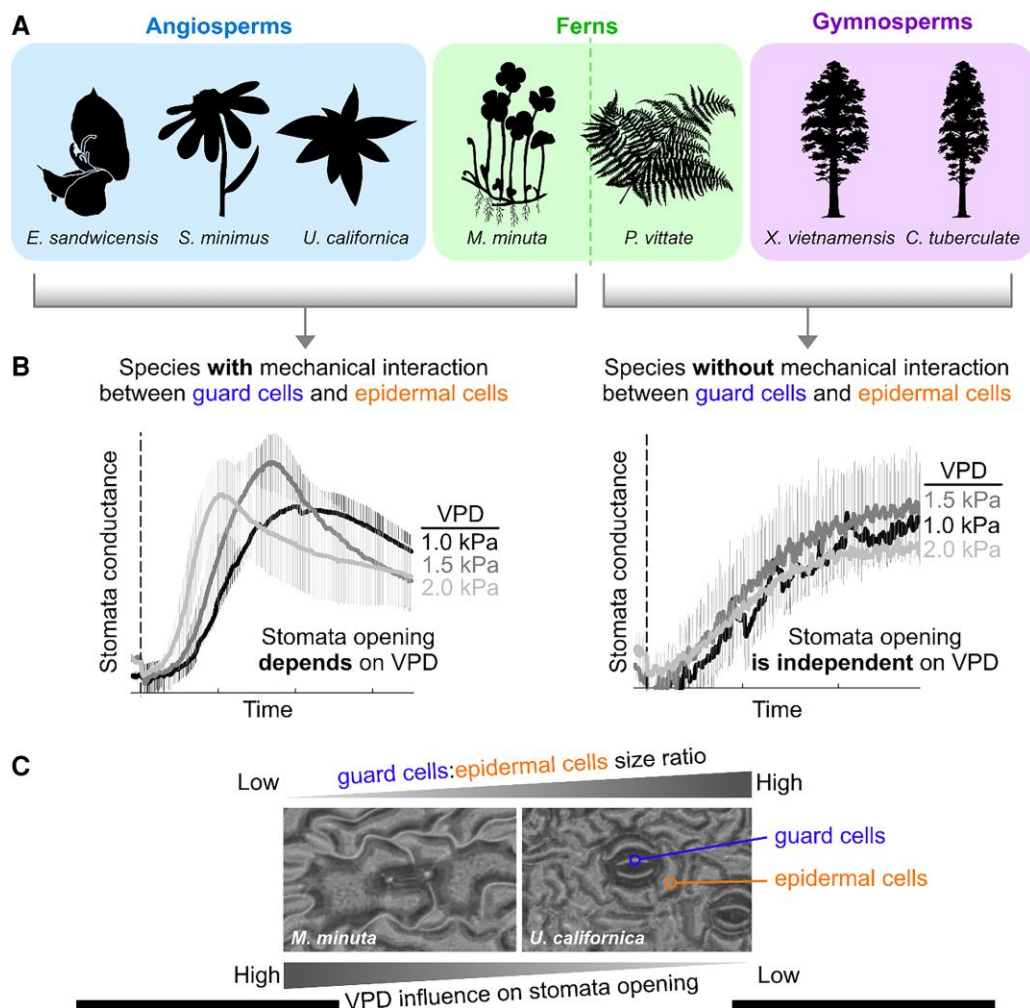 A
Angiosperms
Ferns
Gymnosperms
E. sandwicensis
S. minimus
U. californica
M. minuta
P. vittate
X. vietnamensis
C. tuberculate
B
Species with mechanical interaction
between guard cells and epidermal cells
Stomata conductance
VPD
1.0 kPa
1.5 kPa
2.0 kPa
Stomata opening
depends on VPD
Time
Species without mechanical interaction
between guard cells and epidermal cells
Stomata conductance
VPD
1.5 kPa
1.0 kPa
2.0 kPa
Stomata opening
is independent on VPD
Time
C
Low
guard cells:epidermal cells size ratio
High
guard cells
epidermal cells
M. minuta
U. californica
High
VPD influence on stomata opening
Low